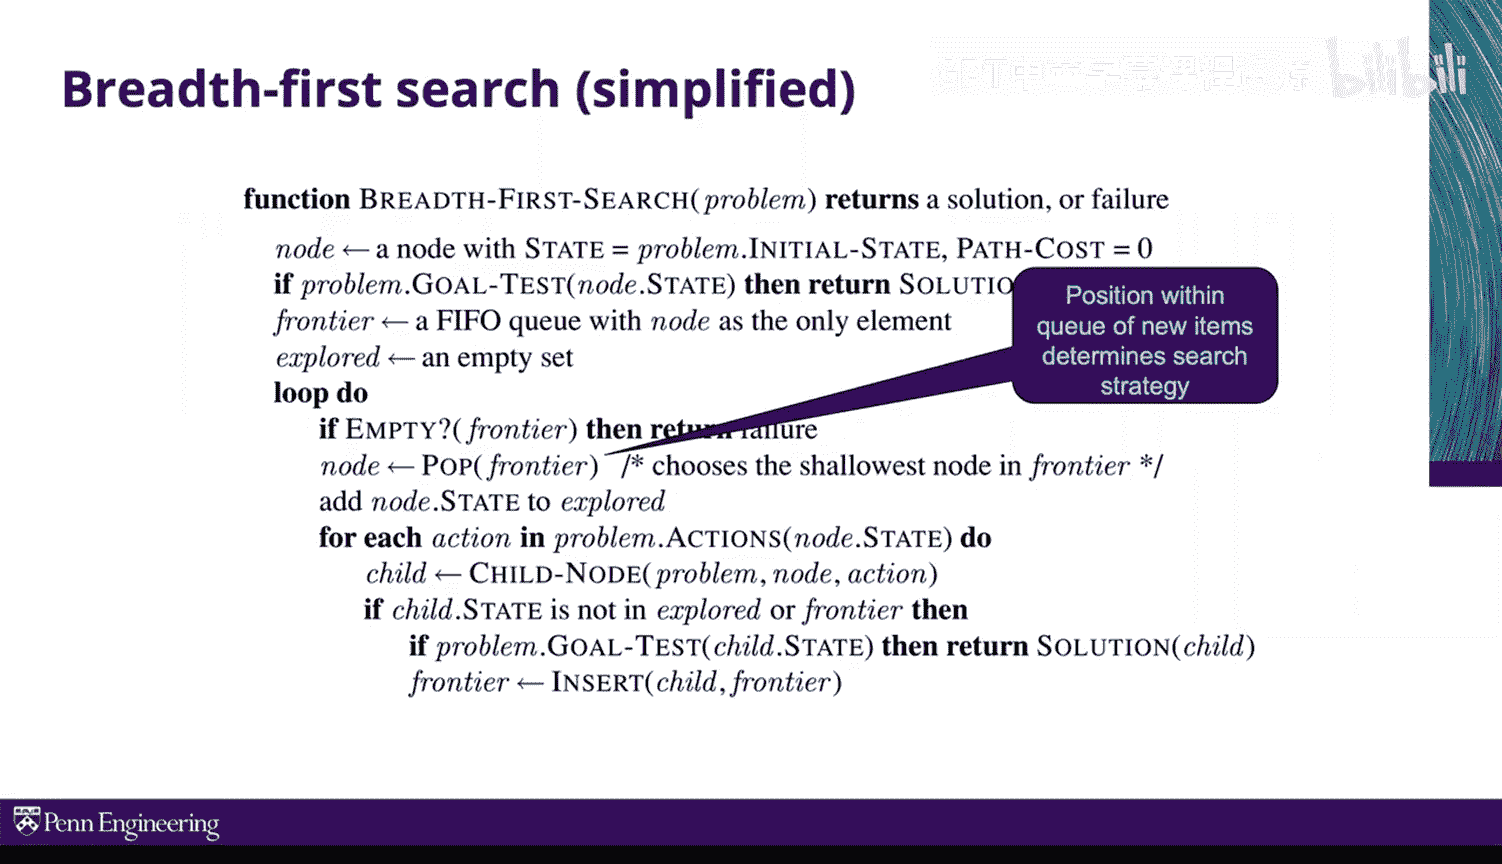 Breadth-first search (simplified)
bilibili
function BREADTH-FIRST-SEARCH(problem) returns a solution, or failure
node ← a node with STATE = problem.INITIAL-STATE, PATH-COST = 0
if problem.GOAL-TEST(node.STATE) then return
frontier ← a FIFO queue with node as the only element
explored ← an empty set
loop do
if EMPTY?(frontier) then return failure
node ← POP(frontier) /* chooses the shallowest node in frontier */
add node.STATE to explored
for each action in problem.ACTIONS(node.STATE) do
child ← CHILD-NODE(problem, node, action)
if child.STATE is not in explored or frontier then
if problem.GOAL-TEST(child.STATE) then return SOLUTION(child)
frontier ← INSERT(child, frontier)
Position within
queue of new items
determines search
strategy
Penn Engineering